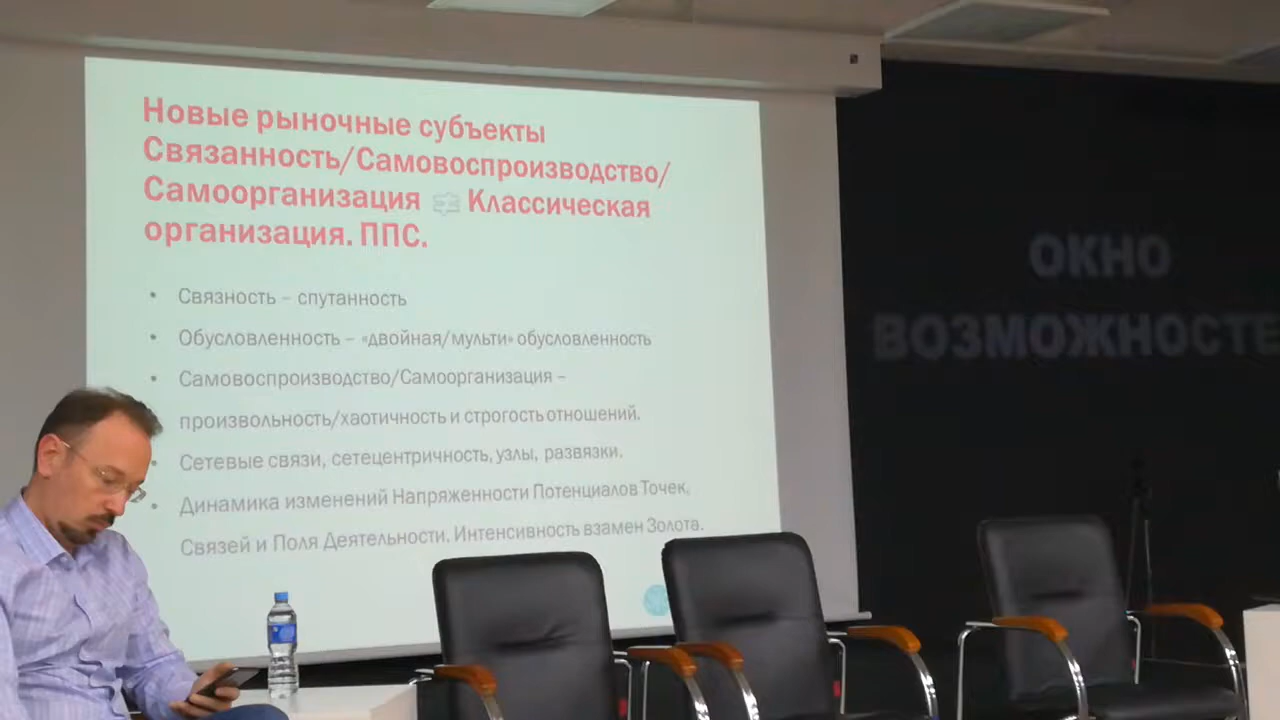 Новые рыночные субъекты
Связанность/Самовоспроизводство/
Самоорганизация Классическая
организация. ППС.
• Связность – спутанность
• Обусловленность – «двойная/мульти» обусловленность
• Самовоспроизводство/Самоорганизация –
произвольность/хаотичность и строгость отношений.
• Сетевые связи, сетецентричность, узлы, развязки.
• Динамика изменений Напряженности Потенциалов Точек,
Связей и Поля Деятельности. Интенсивность взамен Золота.
ОКНО
ВОЗМОЖНОСТЕ